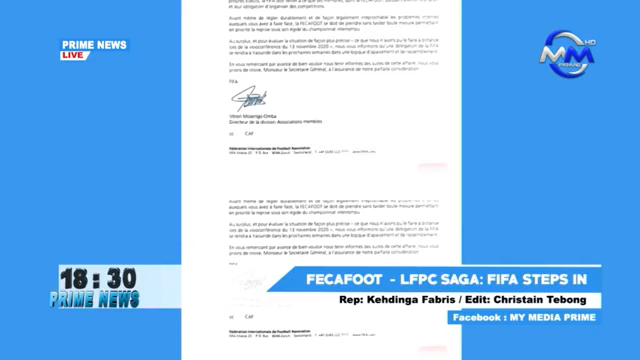 et leur obligation d'organiser des compétitions.
Avant même de régler durablement et de façon également irréprochable les problèmes internes
auxquels vous avez à faire face, la FECAFOOT se doit de prendre sans tarder toute mesure permettant
en priorité la reprise sous son égide du championnat interrompu.
Au surplus, et pour évaluer la situation de façon plus précise – ce que nous n'avons pu le faire à distance
lors de la visioconférence du 13 novembre 2020 –, nous vous informons qu'une délégation de la FIFA
se rendra à Yaoundé dans les prochaines semaines dans une logique d'apaisement et de rassemblement.
En vous remerciant par avance de bien vouloir nous tenir informés des suites de cette affaire, nous vous
prions de croire, Monsieur le Secrétaire Général, à l'assurance de notre parfaite considération.
FIFA
Véron Mosengo-Omba
Directeur de la division Associations membres
cc CAF
Fédération Internationale de Football Association
PRIME NEWS
LIVE
MM
HD
PRIME
Avant même de régler durablement et de façon également irréprochable les problèmes internes
auxquels vous avez à faire face, la FECAFOOT se doit de prendre sans tarder toute mesure permettant
en priorité la reprise sous son égide du championnat interrompu.
Au surplus, et pour évaluer la situation de façon plus précise – ce que nous n'avons pu le faire à distance
lors de la visioconférence du 13 novembre 2020 –, nous vous informons qu'une délégation de la FIFA
se rendra à Yaoundé dans les prochaines semaines dans une logique d'apaisement et de rassemblement.
En vous remerciant par avance de bien vouloir nous tenir informés des suites de cette affaire, nous vous
prions de croire, Monsieur le Secrétaire Général, à l'assurance de notre parfaite considération
18:30
PRIME NEWS
FECAFOOT - LFPC SAGA: FIFA STEPS IN
Rep: Kehdinga Fabris / Edit: Christain Tebong
Facebook : MY MEDIA PRIME
Fédération Internationale de Football Association